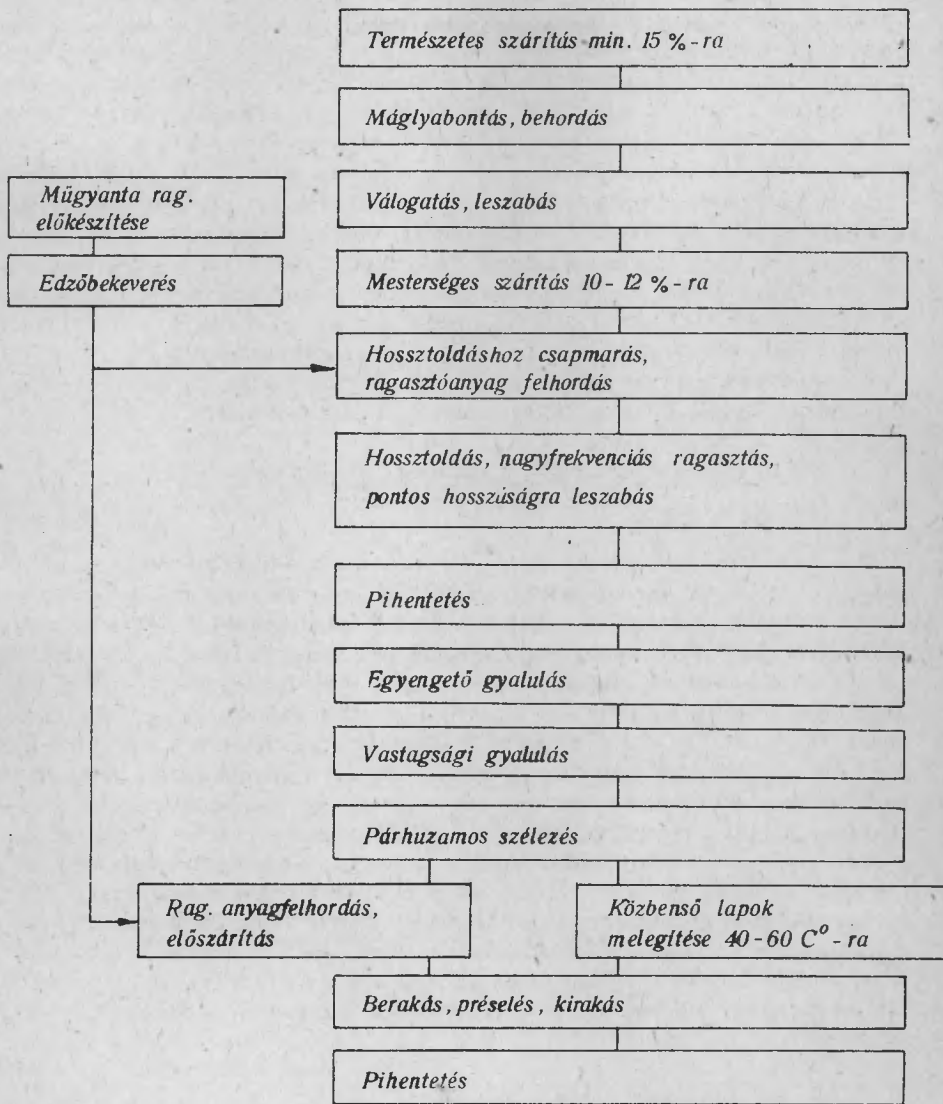 Természetes szárítás min. 15 %-ra
Máglyabontás, behordás
Műgyanta rag.
előkészítése
Válogatás, leszabás
Edzőbekeverés
Mesterséges szárítás 10-12 %-ra
Hossztoldáshoz csapmarás,
ragasztóanyag felhordás
Hossztoldás, nagyfrekvenciás ragasztás,
pontos hosszúságra leszabás
Pihentetés
Egyengető gyalulás
Vastagsági gyalulás
Párhuzamos szélezés
Rag. anyagfelhordás,
előszárítás
Közbenső lapok
melegítése 40-60 C° -ra
Berakás, préselés, kirakás
Pihentetés